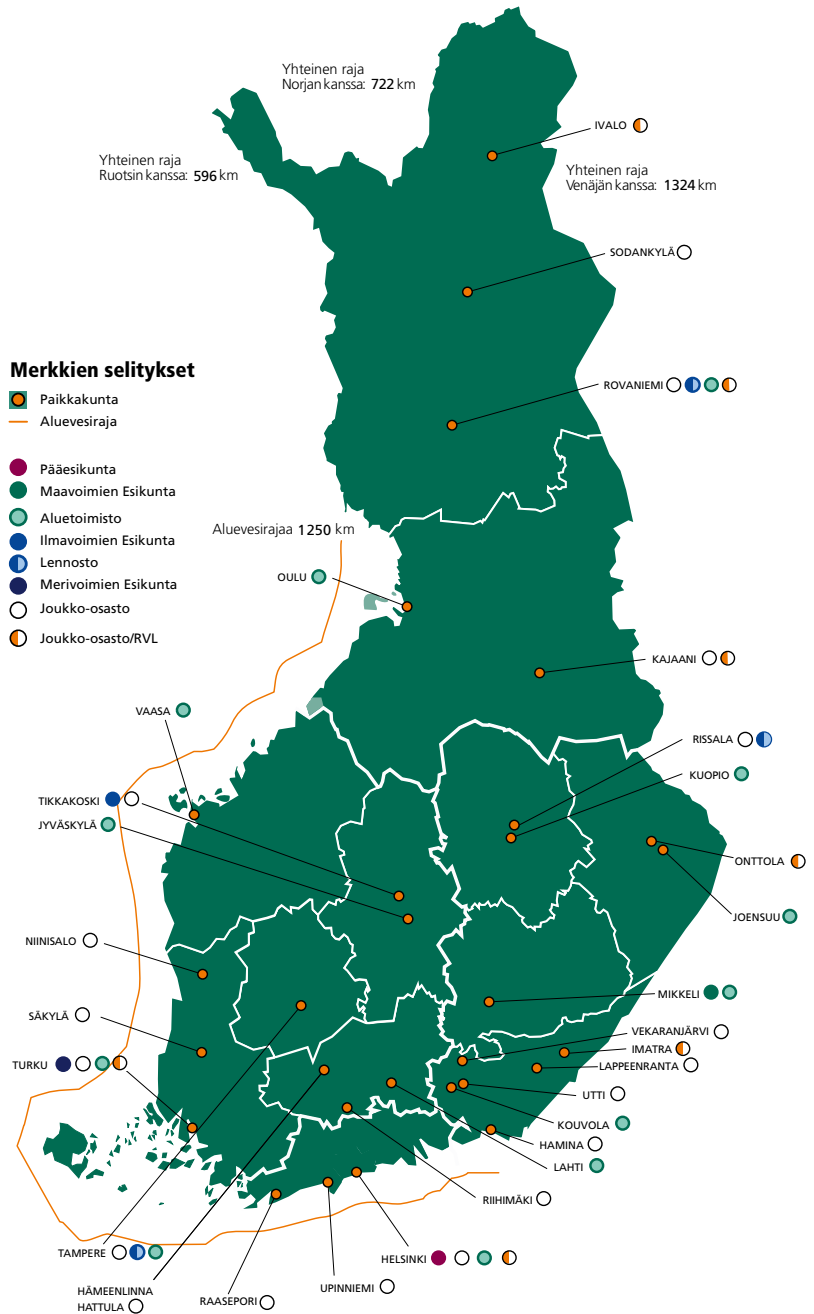 Yhteinen raja
Norjan kanssa: 722 km
IVALO
Yhteinen raja
Ruotsin kanssa: 596 km
Yhteinen raja
Venäjän kanssa: 1324 km
SODANKYLÄ
Merkkien selitykset
Paikkakunta
Aluevesiraja
Pääesikunta
Maavoimien Esikunta
Aluetoimisto
Ilmavoimien Esikunta
Lennosto
Merivoimien Esikunta
Joukko-osasto
Joukko-osasto/RVL
ROVANIEMI
Aluevesirajaa 1250 km
OULU
KAJAANI
VAASA
RISSALA
KUOPIO
TIKKAKOSKI
JYVÄSKYLÄ
ONTTOLA
JOENSUU
NIINISALO
MIKKELI
SÄKYLÄ
VEKARANJÄRVI
IMATRA
LAPPEENRANTA
TURKU
UTTI
KOUVOLA
HAMINA
LAHTI
RIIHIMÄKI
TAMPERE
HELSINKI
HÄMEENLINNA
HATTULA
RAASEPORI
UPINNIEMI